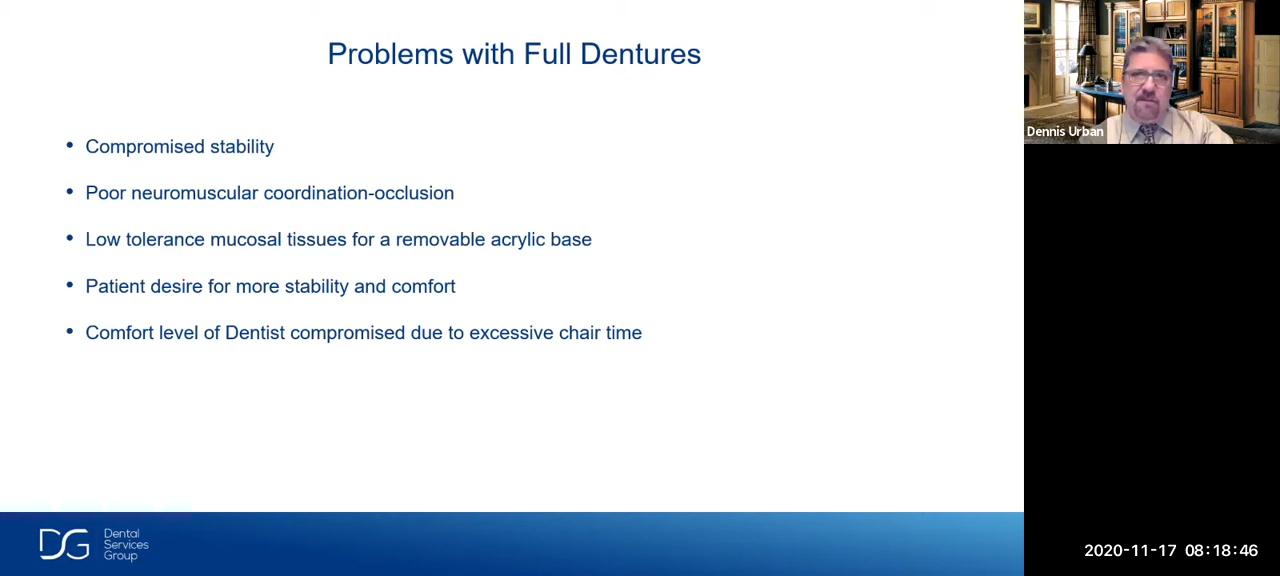 Problems with Full Dentures
• Compromised stability
• Poor neuromuscular coordination-occlusion
• Low tolerance mucosal tissues for a removable acrylic base
• Patient desire for more stability and comfort
• Comfort level of Dentist compromised due to excessive chair time
DSG
Dental
Services
Group
Dennis Urban
2020-11-17 08:18:46